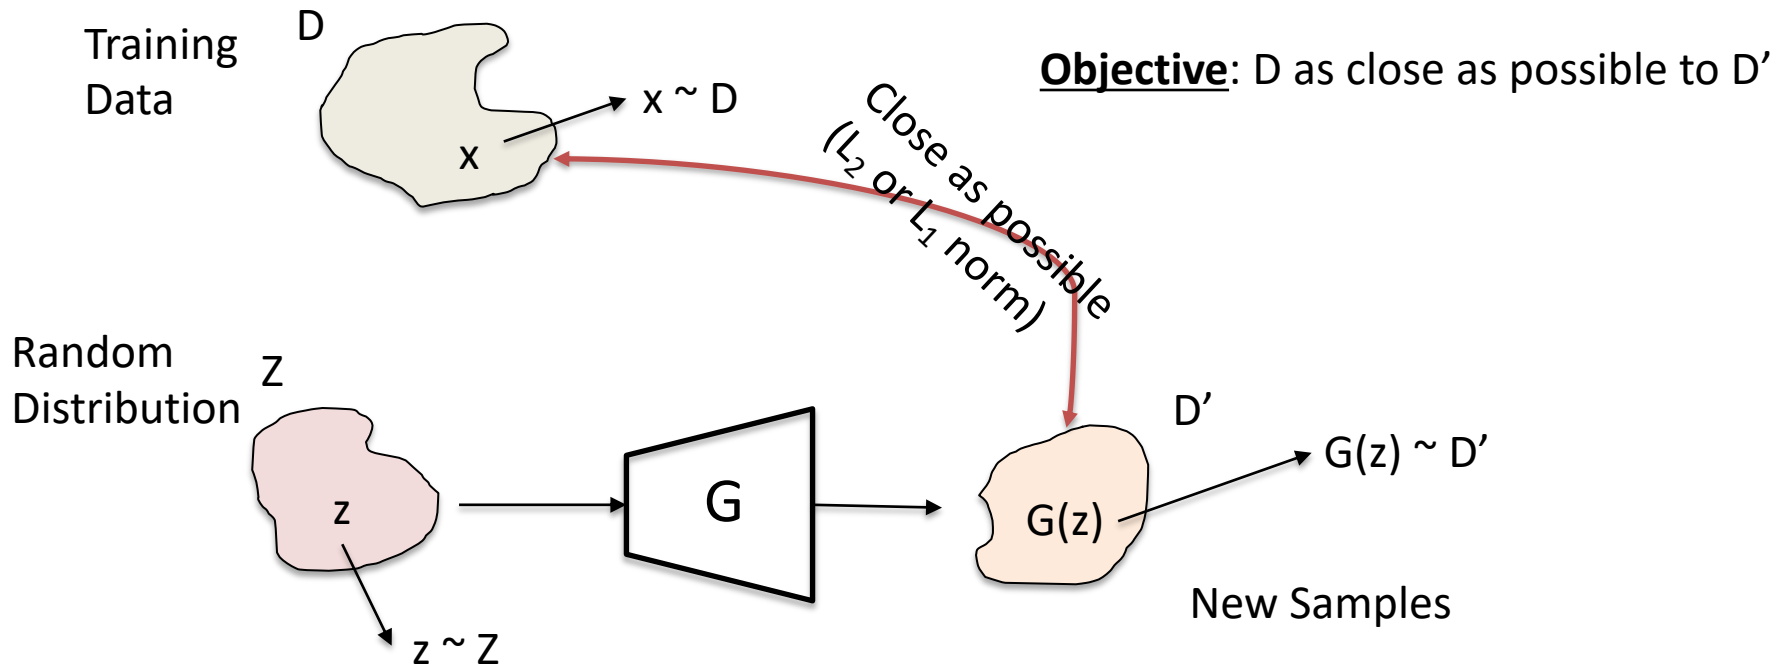 Training
Data
D
x ~ D
x
Objective: D as close as possible to D’
Close as possible
(L2 or L1 norm)
Random
Distribution
Z
z
z ~ Z
G
D’
G(z)
G(z) ~ D’
New Samples